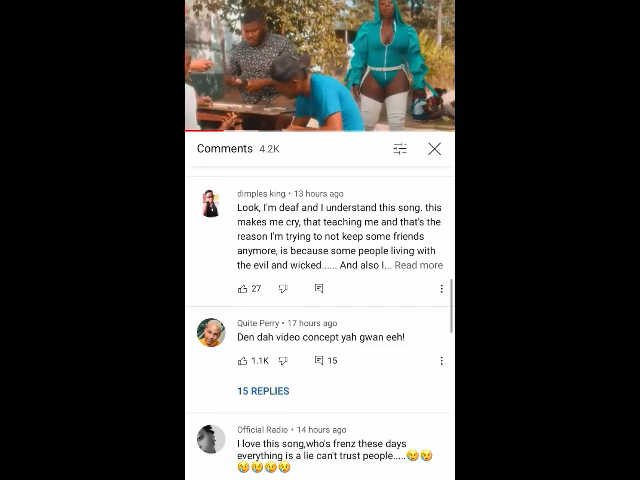 Comments 4.2K
dimples king • 13 hours ago
Look, I'm deaf and I understand this song. this
makes me cry, that teaching me and that's the
reason I'm trying to not keep some friends
anymore, is because some people living with
the evil and wicked...... And also I... Read more
27
Quite Perry • 17 hours ago
Den dah video concept yah gwan eeh!
1.1K 15
15 REPLIES
Official Radio • 14 hours ago
I love this song,who's frenz these days
everything is a lie can't trust people.....😢😢
😢😢😢😢